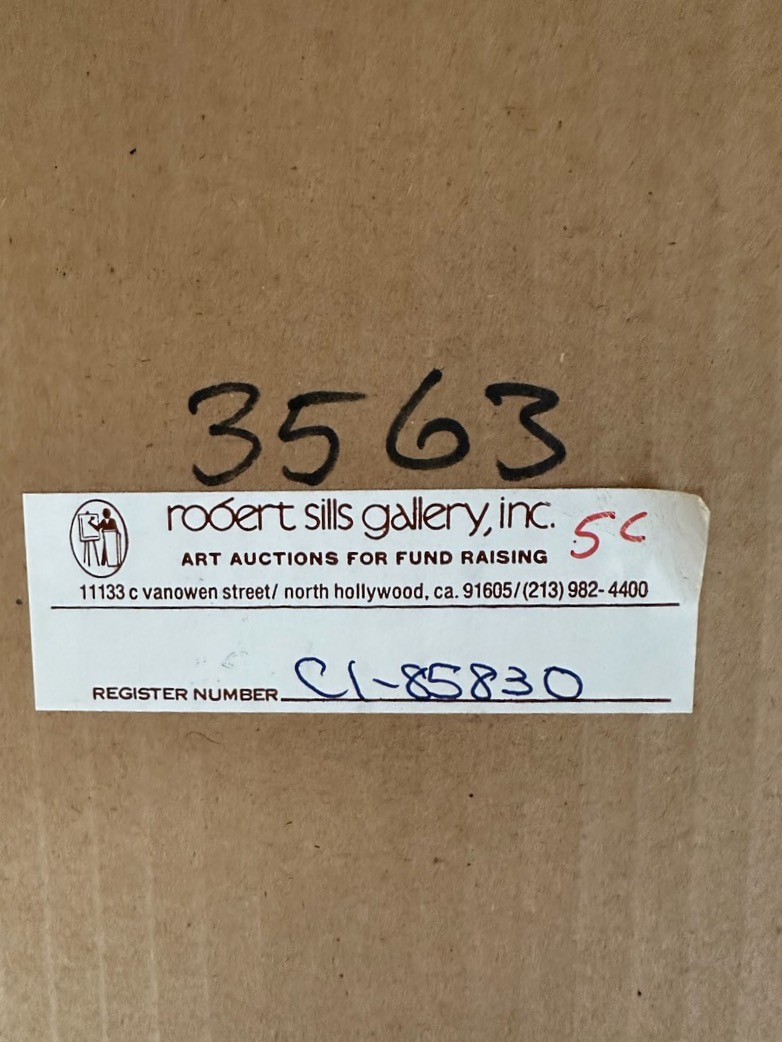 3563
robert sills gallery, inc. 5c
ART AUCTIONS FOR FUND RAISING
11133 c vanowen street/ north hollywood, ca. 91605/(213) 982-4400
REGISTER NUMBER C1-85830